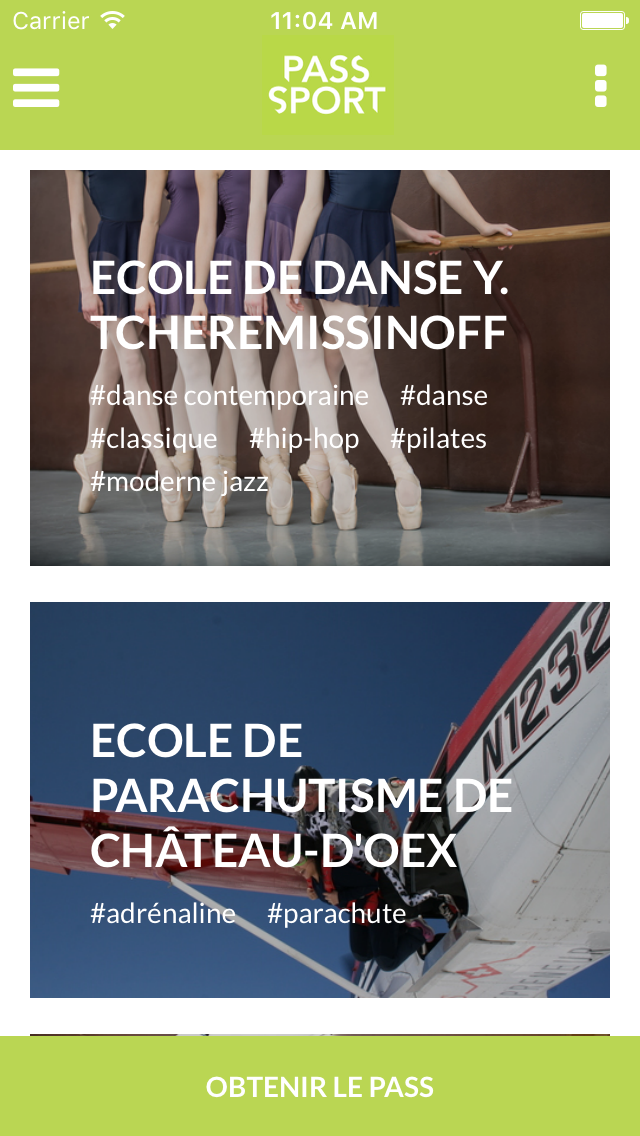 Carrier 11:04 AM
PASS
SPORT
ECOLE DE DANSE Y.
TCHEREMISSINOFF
#danse contemporaine #danse
#classique #hip-hop #pilates
#moderne jazz
N1232
ECOLE DE
PARACHUTISME DE
CHÂTEAU-D'OEX
#adrénaline #parachute
PRENEUR
OBTENIR LE PASS